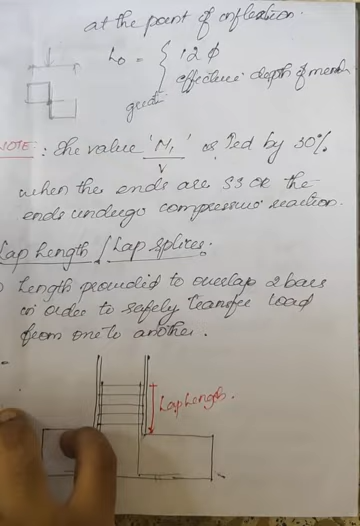 at the point of inflection.
L₀ = { 12 Ø
effective depth of mem
NOTE: The value 'M₁/V' is ↑ed by 30%
when the ends are SS or the
ends undergo compressive reaction.
Lap Length / Lap splices:
Length provided to overlap 2 bars
in order to safely transfer load
from one to another.
Lap Length.